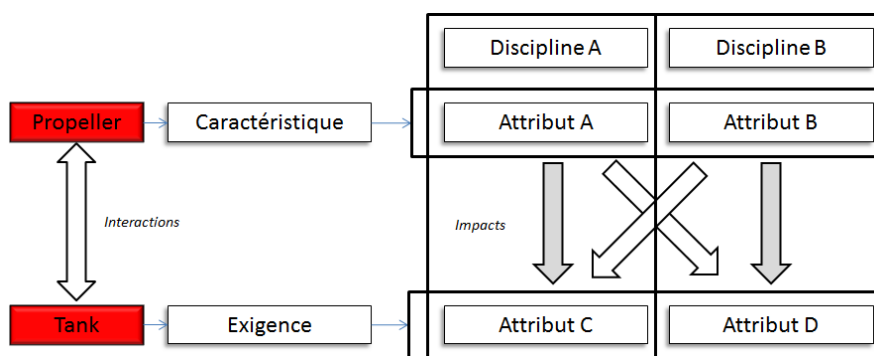 Discipline A
Discipline B
Propeller
Caractéristique
Attribut A
Attribut B
Interactions
Impacts
Tank
Exigence
Attribut C
Attribut D